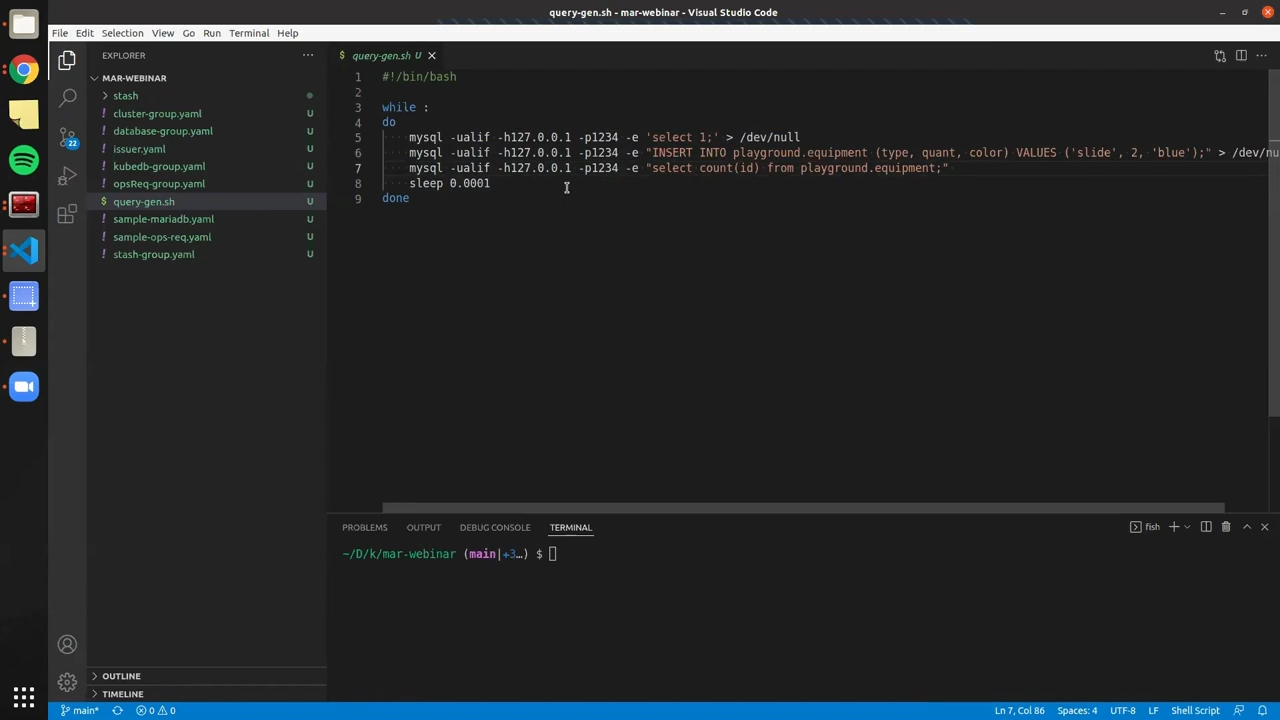 query-gen.sh - mar-webinar - Visual Studio Code
File Edit Selection View Go Run Terminal Help
EXPLORER
MAR-WEBINAR
stash
cluster-group.yaml U
database-group.yaml U
issuer.yaml U
kubedb-group.yaml U
opsReq-group.yaml U
query-gen.sh U
sample-mariadb.yaml U
sample-ops-req.yaml U
stash-group.yaml U
22
OUTLINE
TIMELINE
$ query-gen.sh U
1 #!/bin/bash
2
3 while :
4 do
5 mysql -ualif -h127.0.0.1 -p1234 -e 'select 1;' > /dev/null
6 mysql -ualif -h127.0.0.1 -p1234 -e "INSERT INTO playground.equipment (type, quant, color) VALUES ('slide', 2, 'blue');" > /dev/nu
7 mysql -ualif -h127.0.0.1 -p1234 -e "select count(id) from playground.equipment;"
8 sleep 0.0001
9 done
PROBLEMS OUTPUT DEBUG CONSOLE TERMINAL
fish
~/D/k/mar-webinar (main|+3…) $
main* 0 0
Ln 7, Col 86 Spaces: 4 UTF-8 LF Shell Script